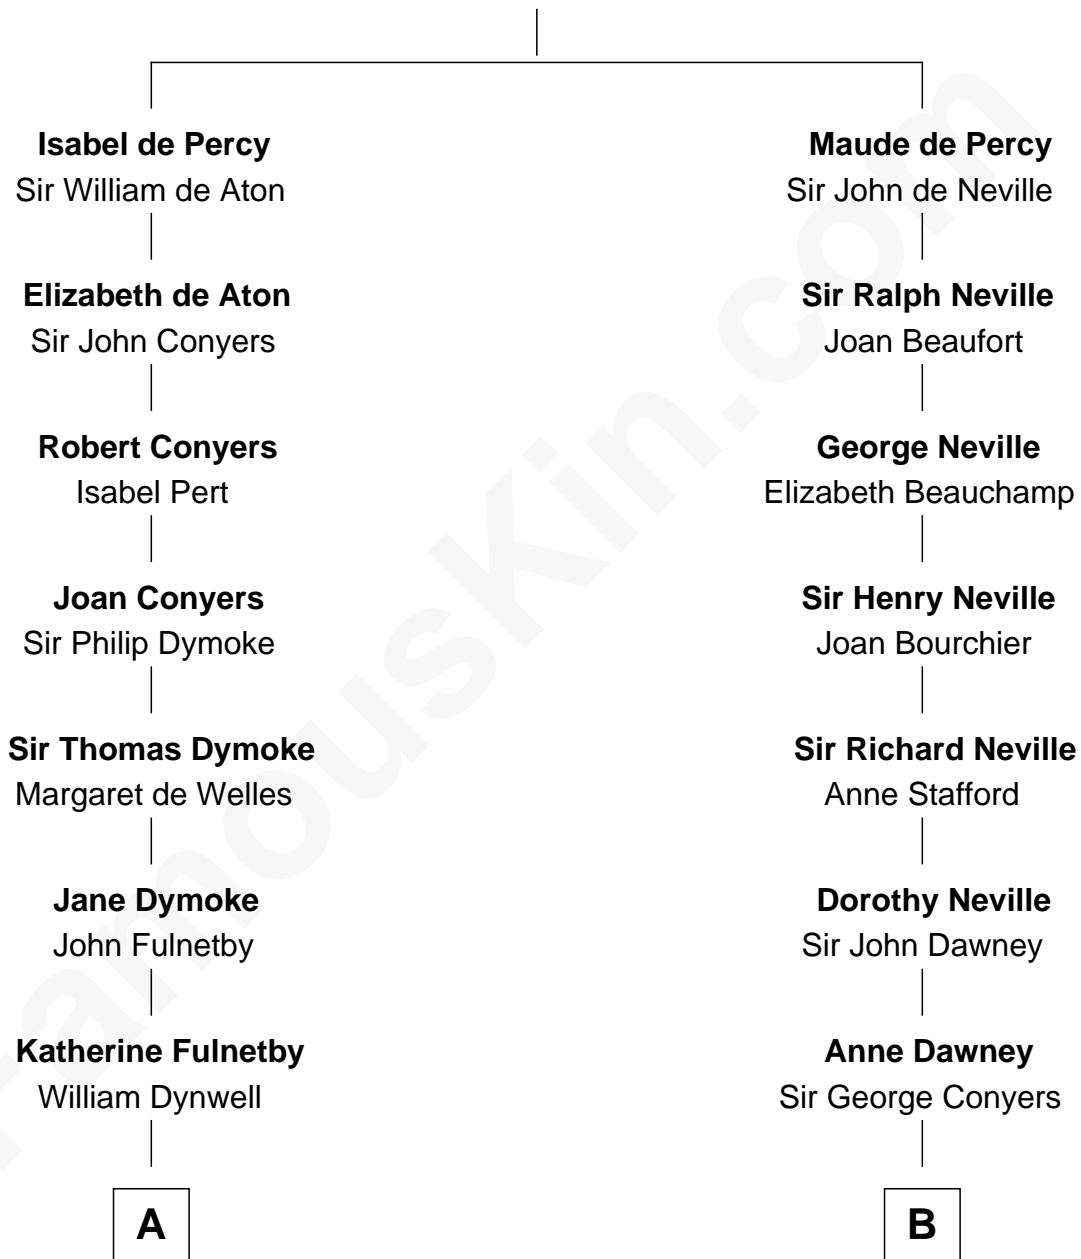 Isabel de Percy
Sir William de Aton
Maude de Percy
Sir John de Neville
Elizabeth de Aton
Sir John Conyers
Sir Ralph Neville
Joan Beaufort
Robert Conyers
Isabel Pert
George Neville
Elizabeth Beauchamp
Joan Conyers
Sir Philip Dymoke
Sir Henry Neville
Joan Bourchier
Sir Thomas Dymoke
Margaret de Welles
Sir Richard Neville
Anne Stafford
Jane Dymoke
John Fulnetby
Dorothy Neville
Sir John Dawney
Katherine Fulnetby
William Dynwell
Anne Dawney
Sir George Conyers
A
B
FamousKin.com